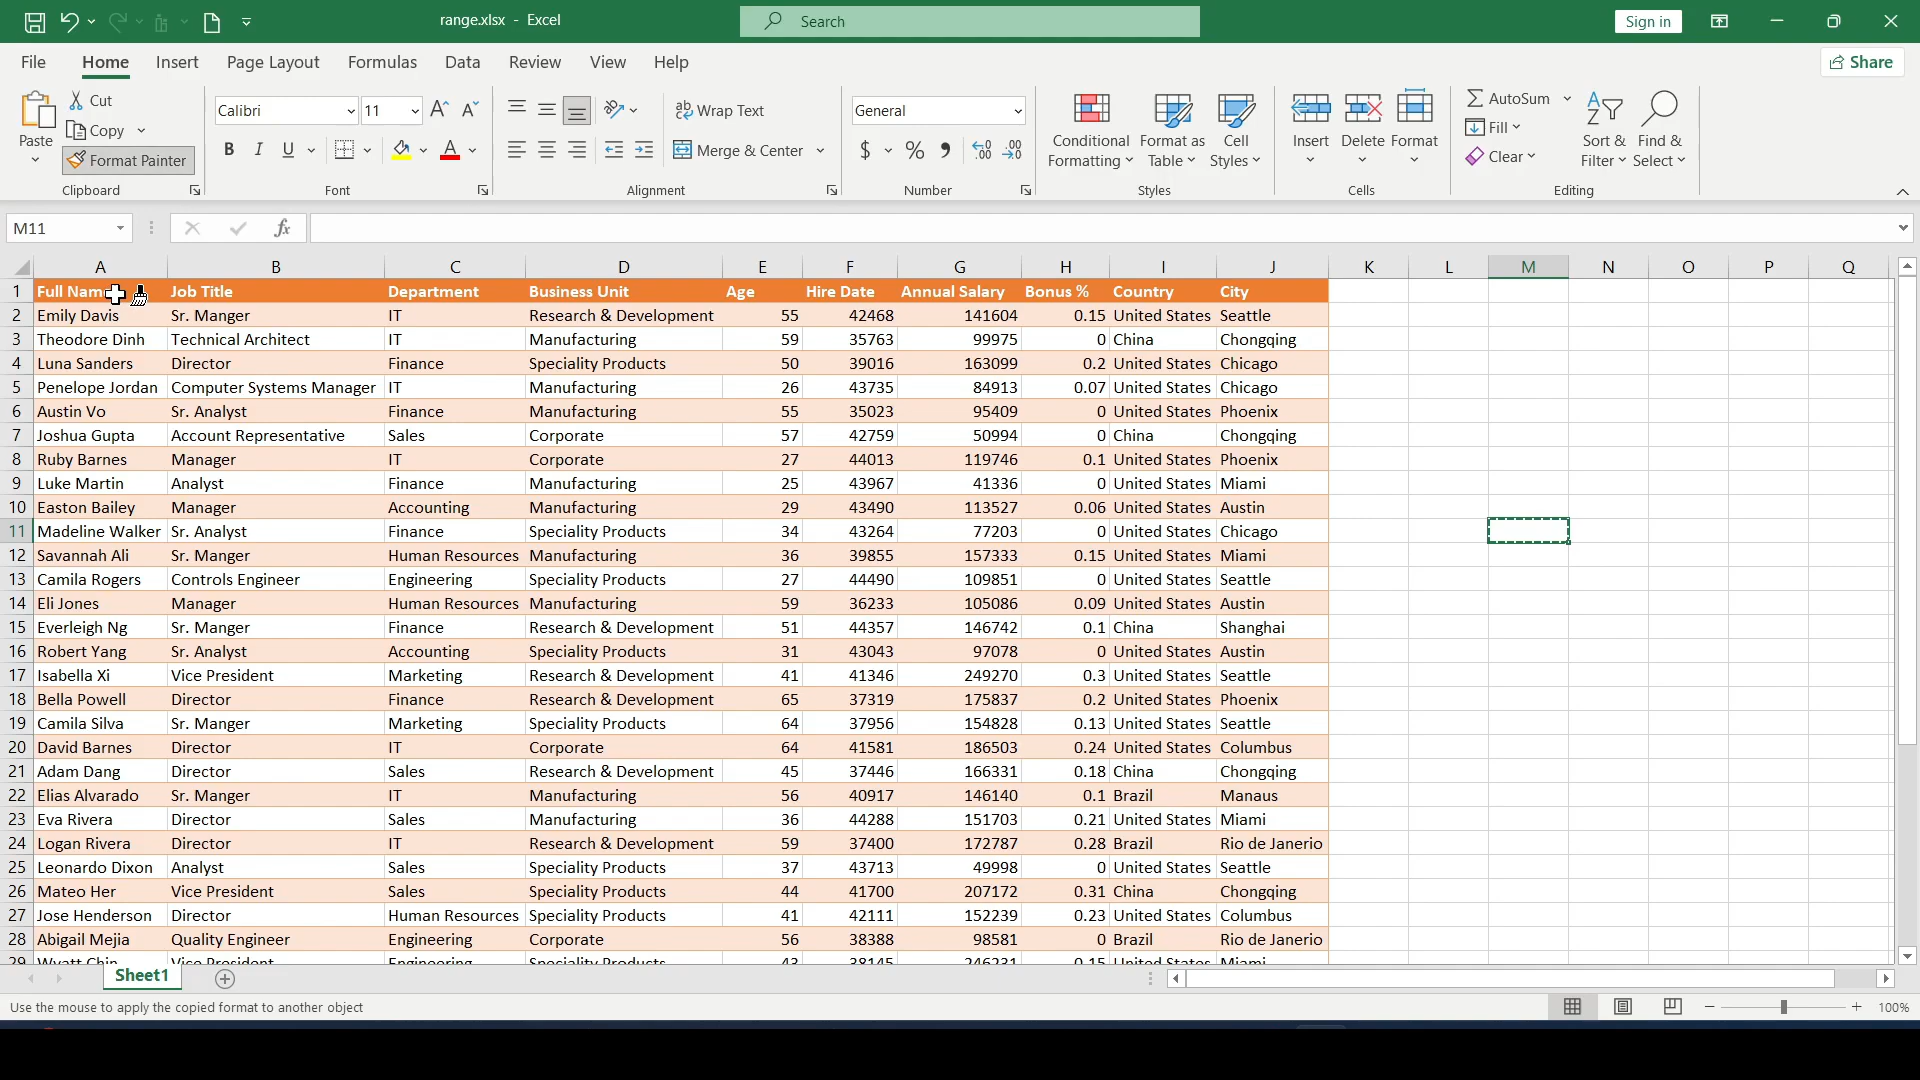 range.xlsx - Excel
Search
Sign in
File Home Insert Page Layout Formulas Data Review View Help
Share
Paste
Cut
Copy
Format Painter
Clipboard
Calibri 11
B I U
Font
Wrap Text
Merge & Center
Alignment
General
$ % ,
Number
Conditional Formatting
Format as Table
Cell Styles
Styles
Insert Delete Format
Cells
AutoSum
Fill
Clear
Sort & Filter
Find & Select
Editing
M11
fx
A B C D E F G H I J K L M N O P Q
1 Full Job Title Department Business Unit Age Hire Date Annual Salary Bonus % Country City
2 Emily Davis Sr. Manger IT Research & Development 55 42468 141604 0.15 United States Seattle
3 Theodore Dinh Technical Architect IT Manufacturing 59 35763 99975 0 China Chongqing
4 Luna Sanders Director Finance Speciality Products 50 39016 163099 0.2 United States Chicago
5 Penelope Jordan Computer Systems Manager IT Manufacturing 26 43735 84913 0.07 United States Chicago
6 Austin Vo Sr. Analyst Finance Manufacturing 55 35023 95409 0 United States Phoenix
7 Joshua Gupta Account Representative Sales Corporate 57 42759 50994 0 China Chongqing
8 Ruby Barnes Manager IT Corporate 27 44013 119746 0.1 United States Phoenix
9 Luke Martin Analyst Finance Manufacturing 25 43967 41336 0 United States Miami
10 Easton Bailey Manager Accounting Manufacturing 29 43490 113527 0.06 United States Austin
11 Madeline Walker Sr. Analyst Finance Speciality Products 34 43264 77203 0 United States Chicago
12 Savannah Ali Sr. Manger Human Resources Manufacturing 36 39855 157333 0.15 United States Miami
13 Camila Rogers Controls Engineer Engineering Speciality Products 27 44490 109851 0 United States Seattle
14 Eli Jones Manager Human Resources Manufacturing 59 36233 105086 0.09 United States Austin
15 Everleigh Ng Sr. Manger Finance Research & Development 51 44357 146742 0.1 China Shanghai
16 Robert Yang Sr. Analyst Accounting Speciality Products 31 43043 97078 0 United States Austin
17 Isabella Xi Vice President Marketing Research & Development 41 41346 249270 0.3 United States Seattle
18 Bella Powell Director Finance Research & Development 65 37319 175837 0.2 United States Phoenix
19 Camila Silva Sr. Manger Marketing Speciality Products 64 37956 154828 0.13 United States Seattle
20 David Barnes Director IT Corporate 64 41581 186503 0.24 United States Columbus
21 Adam Dang Director Sales Research & Development 45 37446 166331 0.18 China Chongqing
22 Elias Alvarado Sr. Manger IT Manufacturing 56 40917 146140 0.1 Brazil Manaus
23 Eva Rivera Director Sales Manufacturing 36 44288 151703 0.21 United States Miami
24 Logan Rivera Director IT Research & Development 59 37400 172787 0.28 Brazil Rio de Janerio
25 Leonardo Dixon Analyst Sales Speciality Products 37 43713 49998 0 United States Seattle
26 Mateo Her Vice President Sales Speciality Products 44 41700 207172 0.31 China Chongqing
27 Jose Henderson Director Human Resources Speciality Products 41 42111 152239 0.23 United States Columbus
28 Abigail Mejia Quality Engineer Engineering Corporate 56 38388 98581 0 Brazil Rio de Janerio
29 Wyatt Chin Vice President Engineering Speciality Products 43 38145 246231 0.15 United States Miami
Sheet1
Use the mouse to apply the copied format to another object
100%